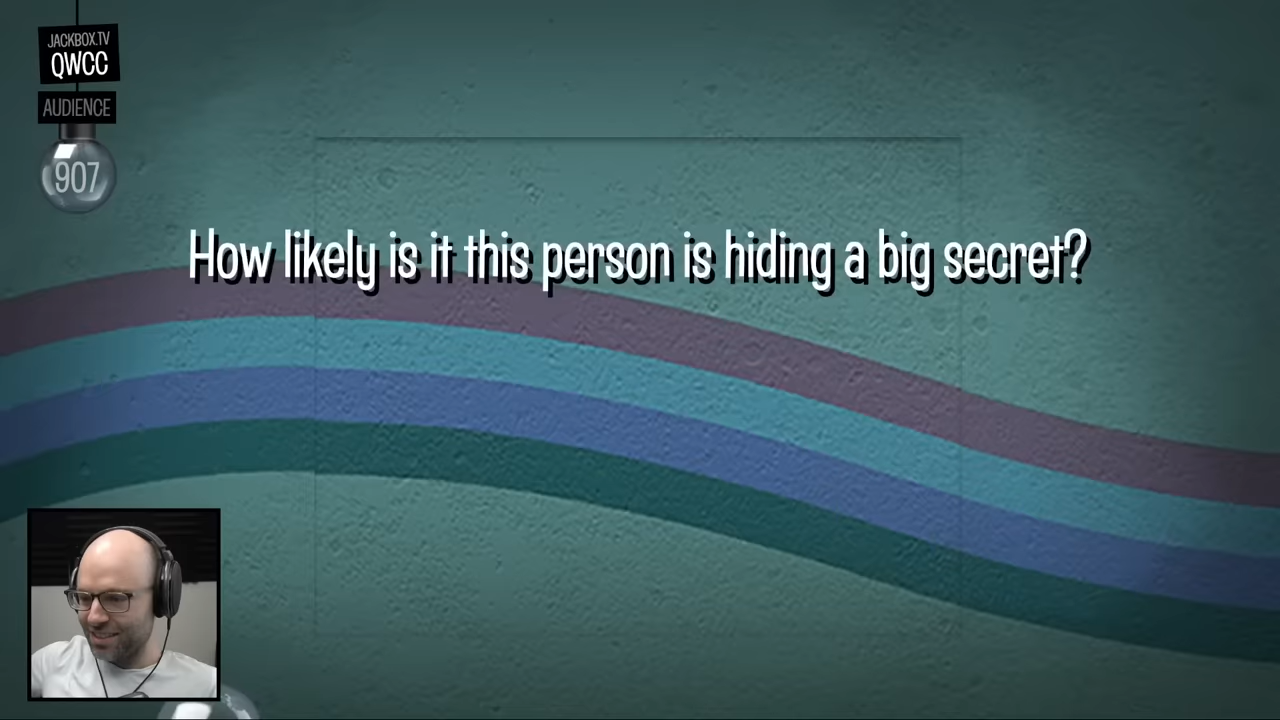 JACKBOX.TV
QWCC
AUDIENCE
907
How likely is it this person is hiding a big secret?